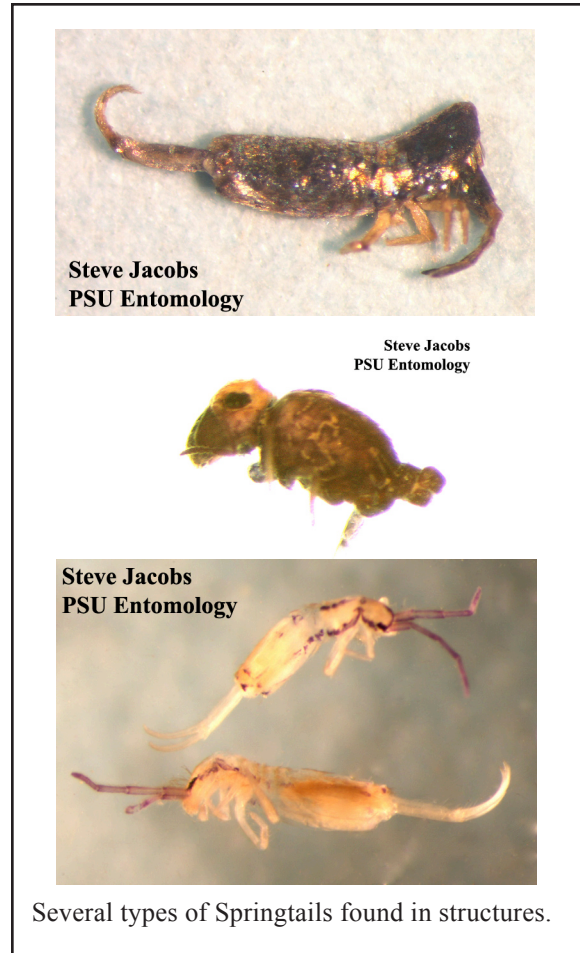 Steve Jacobs
PSU Entomology
Steve Jacobs
PSU Entomology
Steve Jacobs
PSU Entomology
Several types of Springtails found in structures.